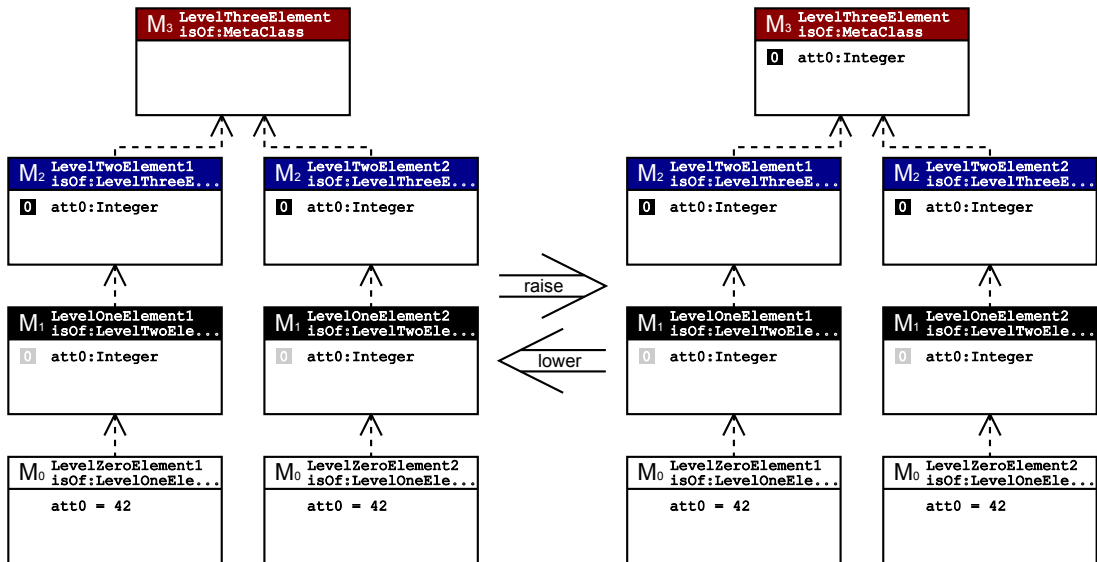 M3 LevelThreeElement
isOf:MetaClass
M2 LevelTwoElement1
isOf:LevelThreeE...
0 att0:Integer
M2 LevelTwoElement2
isOf:LevelThreeE...
0 att0:Integer
M1 LevelOneElement1
isOf:LevelTwoEle...
0 att0:Integer
M1 LevelOneElement2
isOf:LevelTwoEle...
0 att0:Integer
M0 LevelZeroElement1
isOf:LevelOneEle...
att0 = 42
M0 LevelZeroElement2
isOf:LevelOneEle...
att0 = 42
raise
lower
M3 LevelThreeElement
isOf:MetaClass
0 att0:Integer
M2 LevelTwoElement1
isOf:LevelThreeE...
0 att0:Integer
M2 LevelTwoElement2
isOf:LevelThreeE...
0 att0:Integer
M1 LevelOneElement1
isOf:LevelTwoEle...
0 att0:Integer
M1 LevelOneElement2
isOf:LevelTwoEle...
0 att0:Integer
M0 LevelZeroElement1
isOf:LevelOneEle...
att0 = 42
M0 LevelZeroElement2
isOf:LevelOneEle...
att0 = 42